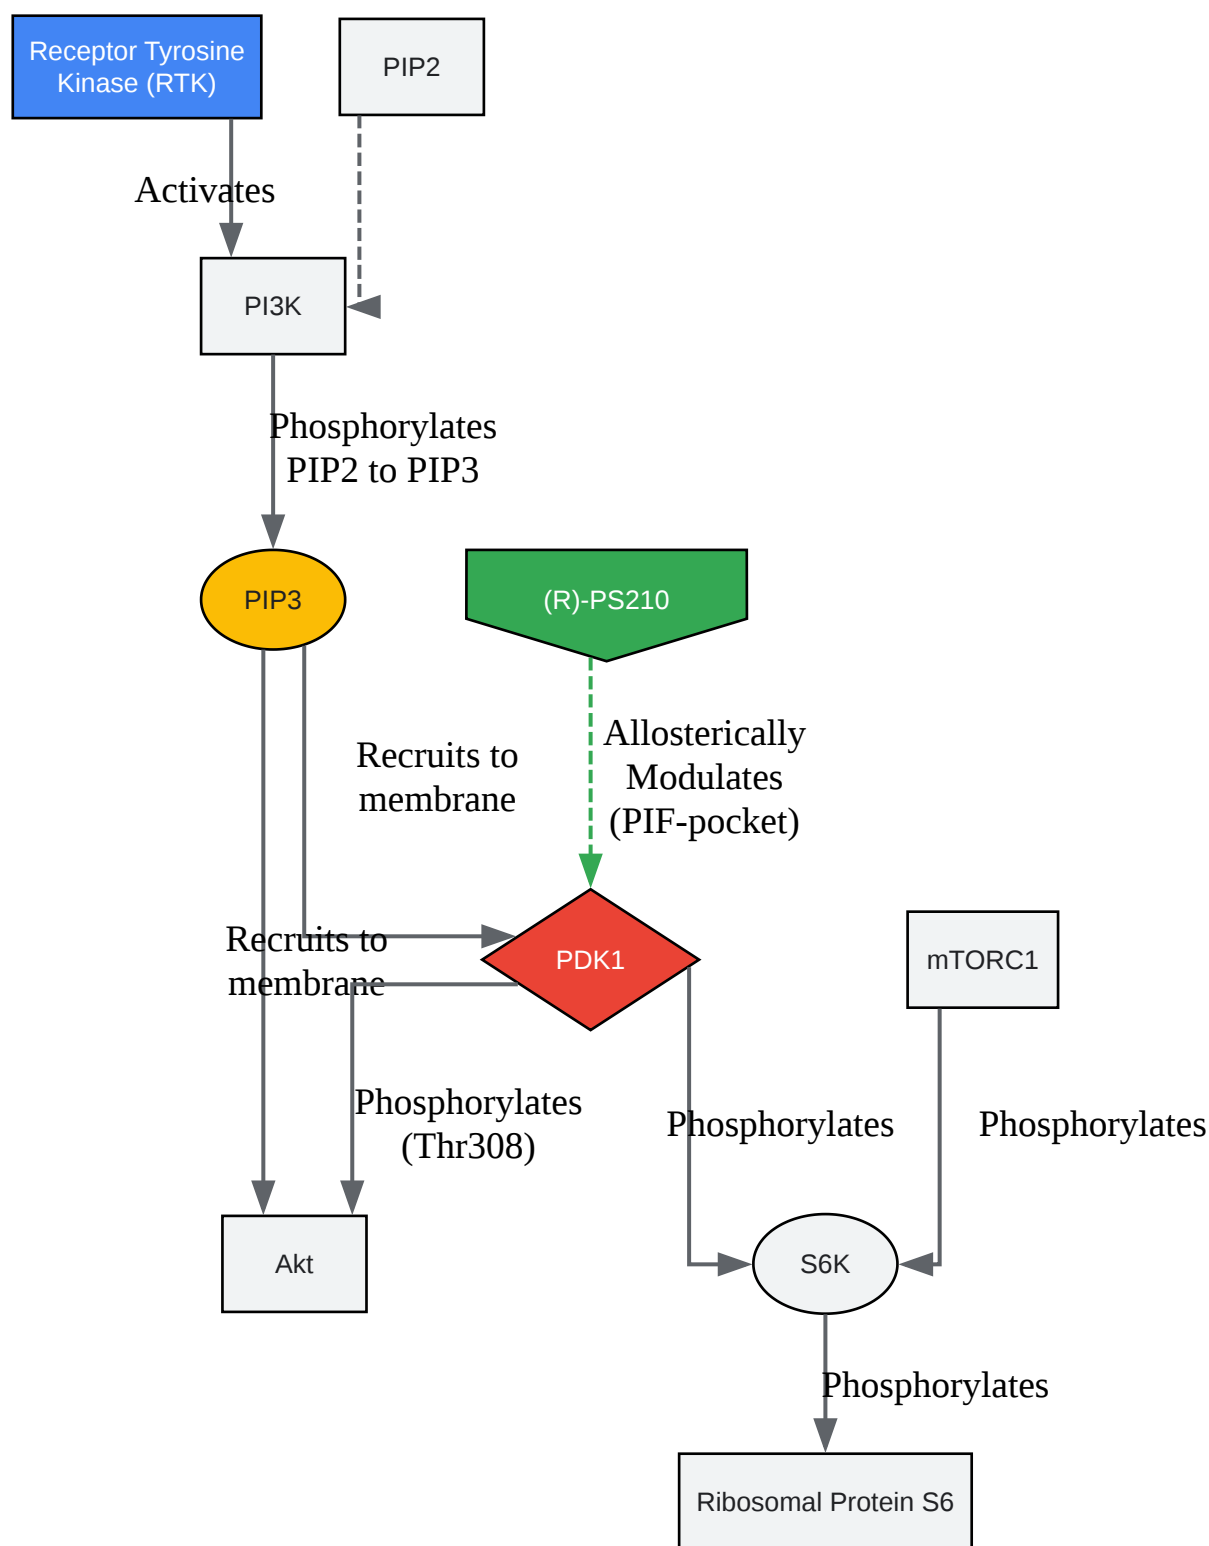 Receptor Tyrosine
Kinase (RTK)
PIP2
Activates
PI3K
Phosphorylates
PIP2 to PIP3
PIP3
(R)-PS210
Recruits to
membrane
Allosterically
Modulates
(PIF-pocket)
Recruits to
membrane
PDK1
mTORC1
Phosphorylates
(Thr308)
Phosphorylates
Phosphorylates
Akt
S6K
Phosphorylates
Ribosomal Protein S6